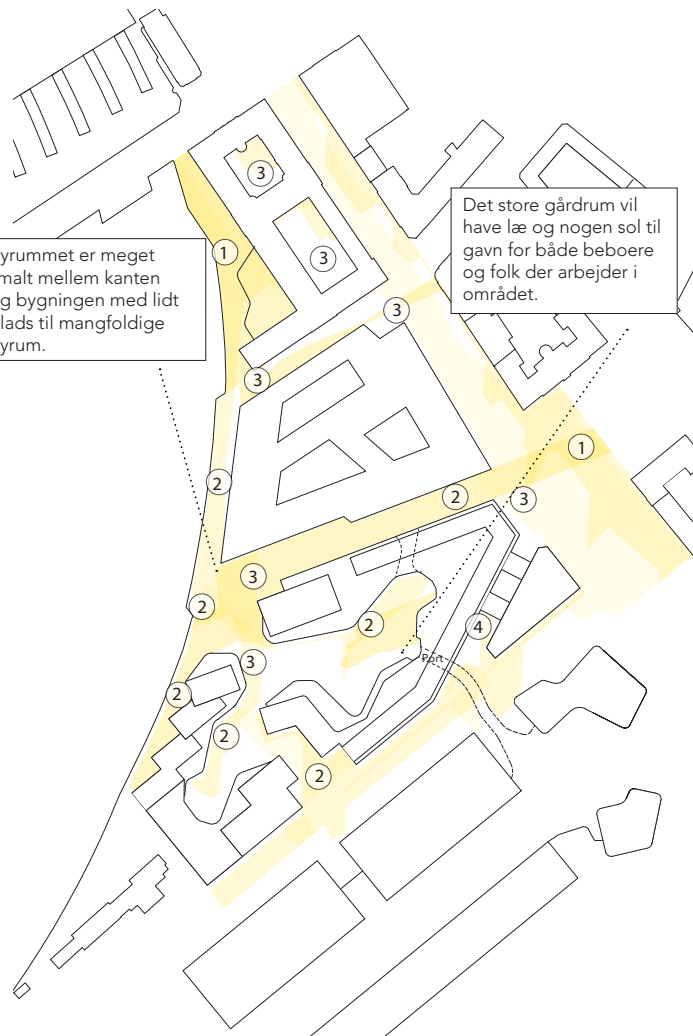 3
Det store gårdrum vil
have læ og nogen sol til
gavn for både beboere
og folk der arbejder i
området.
1
3
yrummet er meget
malt mellem kanten
g bygningen med lidt
lads til mangfoldige
yrum.
3
3
1
2
2
3
3
2
2
4
3
Port
2
2
2